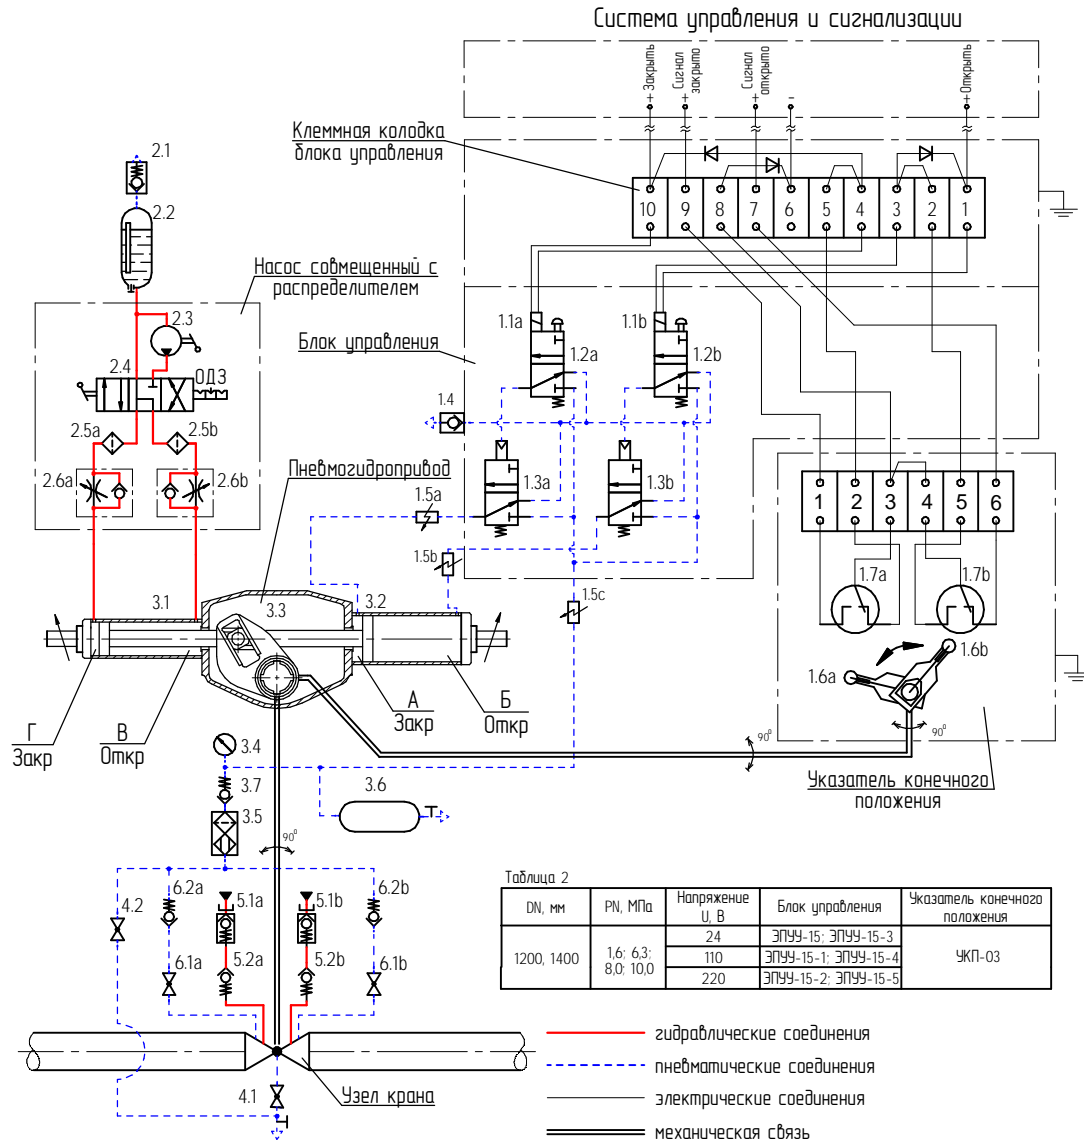 Система управления и сигнализации
+ Закрыть
+ Сигнал
закрыто
+ Сигнал
открыто
-
+ Открыть
Клеммная колодка
блока управления
10 9 8 7 6 5 4 3 2 1
2.1
2.2
Насос совмещенный с
распределителем
2.3
2.4
ОДЗ
2.5a
2.5b
2.6a
2.6b
Блок управления
1.1a
1.2a
1.1b
1.2b
1.4
1.3a
1.3b
Пневмогидропривод
1.5a
1.5b
1.5c
1 2 3 4 5 6
1.7a
1.7b
1.6b
1.6a
3.1
3.3
3.2
Г
Закр
В
Откр
А
Закр
Б
Откр
90°
90°
Указатель конечного
положения
3.4
3.7
3.6
3.5
90°
6.2a
5.1a
5.1b
6.2b
4.2
6.1a
5.2a
5.2b
6.1b
4.1
Узел крана
Таблица 2
DN, мм
PN, МПа
Напряжение
U, В
Блок управления
Указатель конечного
положения
1200, 1400
1,6; 6,3;
8,0; 10,0
24
ЭПУУ-15; ЭПУУ-15-3
110
ЭПУУ-15-1; ЭПУУ-15-4
220
ЭПУУ-15-2; ЭПУУ-15-5
УКП-03
гидравлические соединения
пневматические соединения
электрические соединения
механическая связь